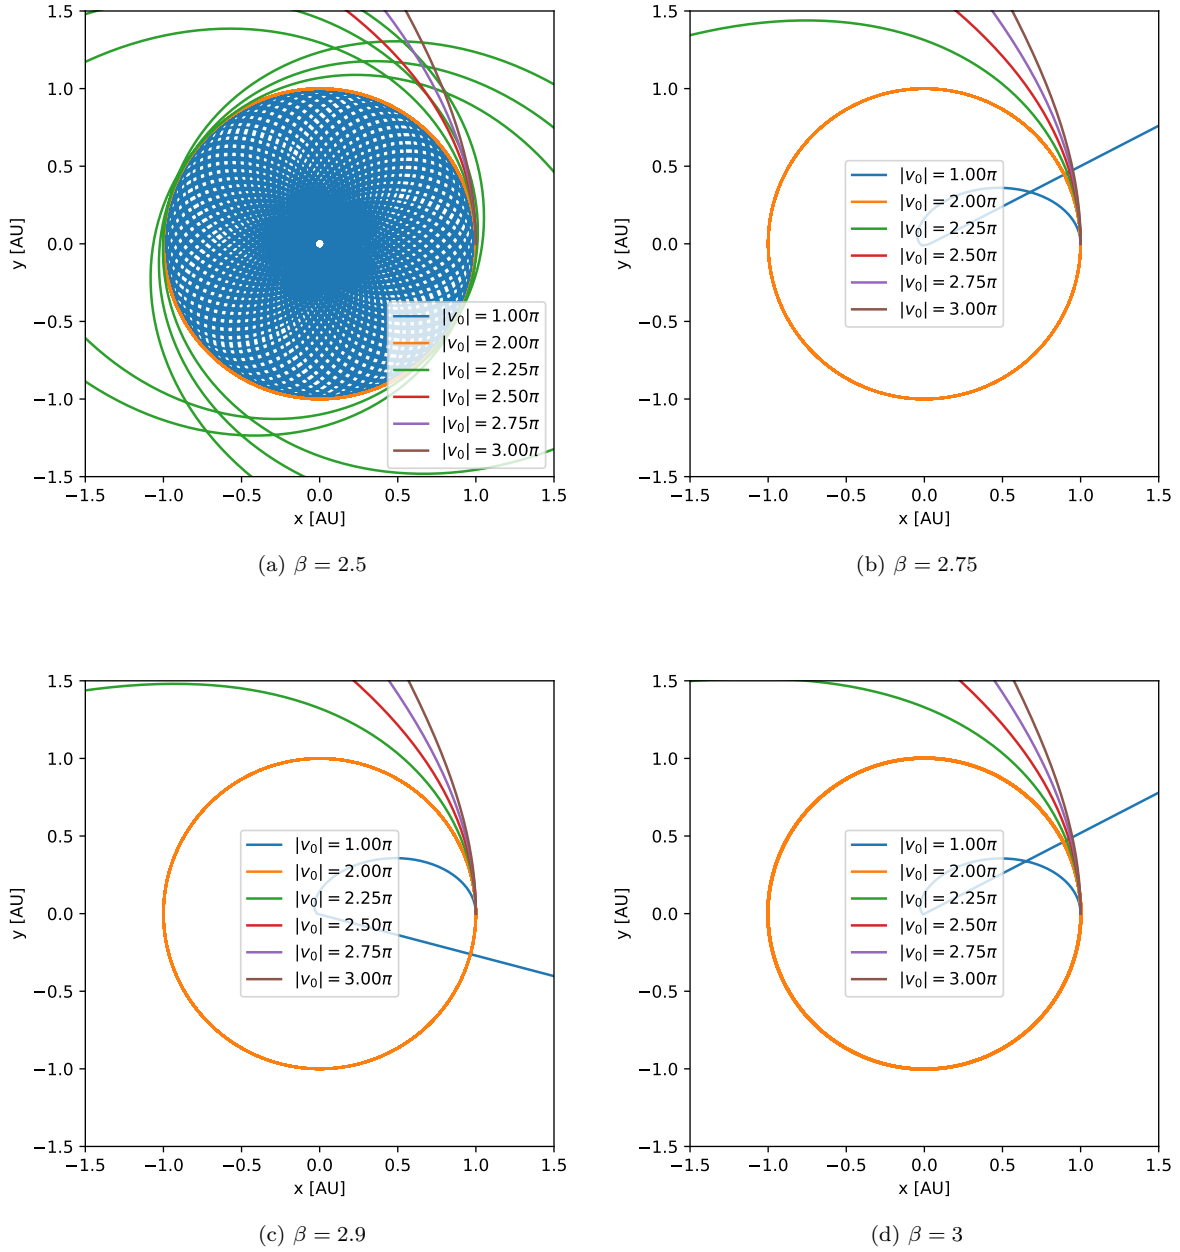 1.5
1.0
0.5
0.0
−0.5
−1.0
−1.5
y [AU]
−1.5 −1.0 −0.5 0.0 0.5 1.0 1.5
x [AU]
|v₀| = 1.00π
|v₀| = 2.00π
|v₀| = 2.25π
|v₀| = 2.50π
|v₀| = 2.75π
|v₀| = 3.00π
(a) β = 2.5
1.5
1.0
0.5
0.0
−0.5
−1.0
−1.5
y [AU]
−1.5 −1.0 −0.5 0.0 0.5 1.0 1.5
x [AU]
|v₀| = 1.00π
|v₀| = 2.00π
|v₀| = 2.25π
|v₀| = 2.50π
|v₀| = 2.75π
|v₀| = 3.00π
(b) β = 2.75
1.5
1.0
0.5
0.0
−0.5
−1.0
−1.5
y [AU]
−1.5 −1.0 −0.5 0.0 0.5 1.0 1.5
x [AU]
|v₀| = 1.00π
|v₀| = 2.00π
|v₀| = 2.25π
|v₀| = 2.50π
|v₀| = 2.75π
|v₀| = 3.00π
(c) β = 2.9
1.5
1.0
0.5
0.0
−0.5
−1.0
−1.5
y [AU]
−1.5 −1.0 −0.5 0.0 0.5 1.0 1.5
x [AU]
|v₀| = 1.00π
|v₀| = 2.00π
|v₀| = 2.25π
|v₀| = 2.50π
|v₀| = 2.75π
|v₀| = 3.00π
(d) β = 3